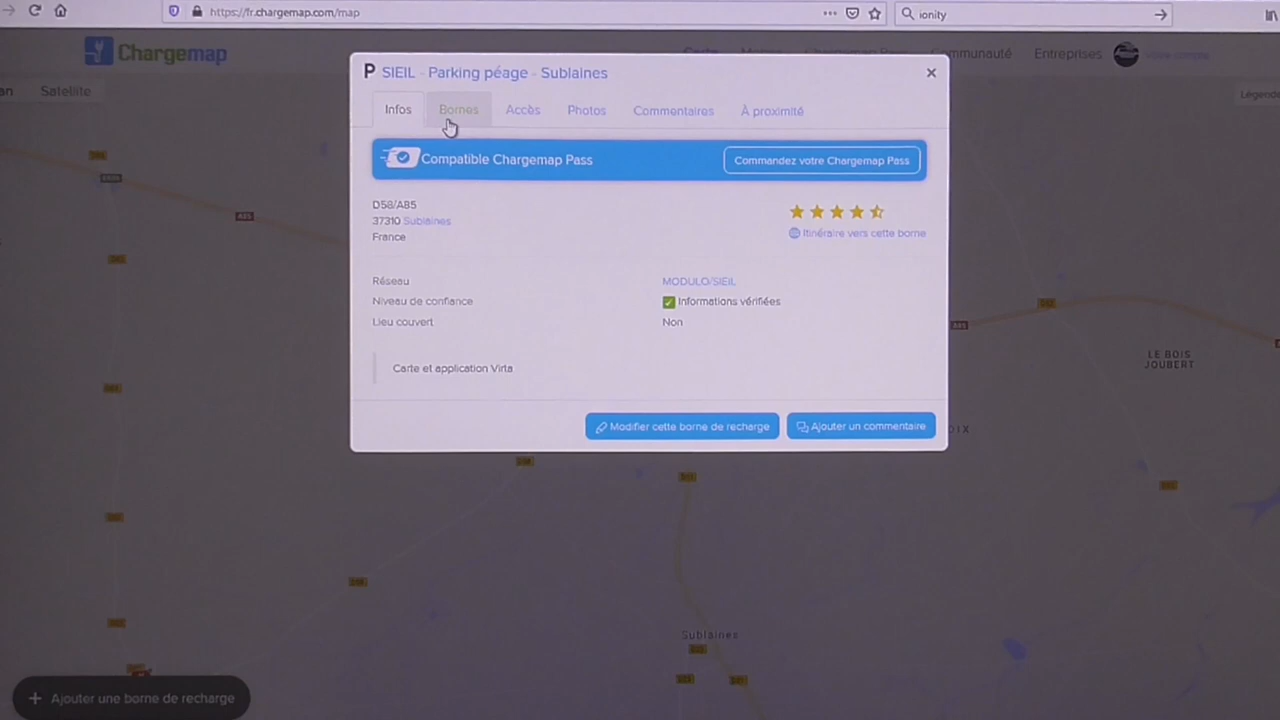 https://fr.chargemap.com/map
ionity
Chargemap
Communauté
Entreprises
Satellite
P SIEIL - Parking péage - Sublaines
Infos
Bornes
Accès
Photos
Commentaires
À proximité
Compatible Chargemap Pass
Commandez votre Chargemap Pass
D58/A85
37310 Sublaines
France
Itinéraire vers cette borne
Réseau
MODULO/SIEIL
Niveau de confiance
Informations vérifiées
Lieu couvert
Non
Carte et application Virta
Modifier cette borne de recharge
Ajouter un commentaire
A85
A85
LE BOIS
JOUBERT
Sublaines
+ Ajouter une borne de recharge